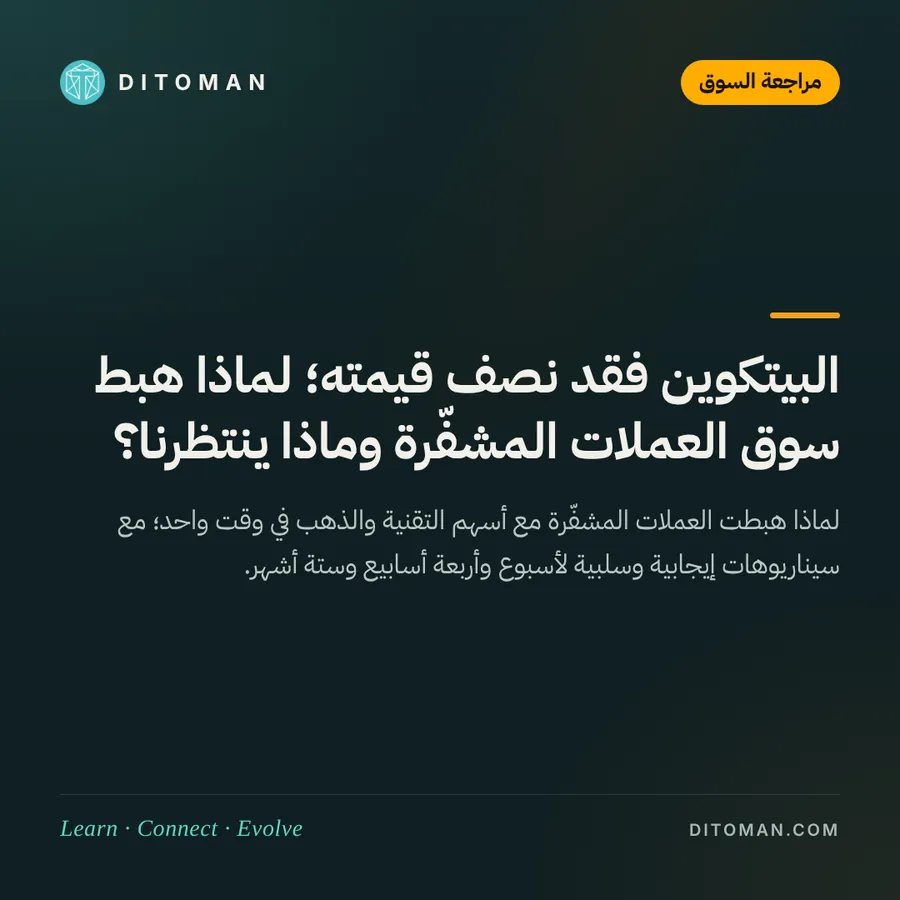 DITOMAN
مراجعة السوق
البيتكوين فقد نصف قيمته؛ لماذا هبط
سوق العملات المشفّرة وماذا ينتظرنا؟
لماذا هبطت العملات المشفّرة مع أسهم التقنية والذهب في وقت واحد؛ مع
سيناريوهات إيجابية وسلبية لأسبوع وأربعة أسابيع وستة أشهر.
Learn · Connect · Evolve
DITOMAN.COM